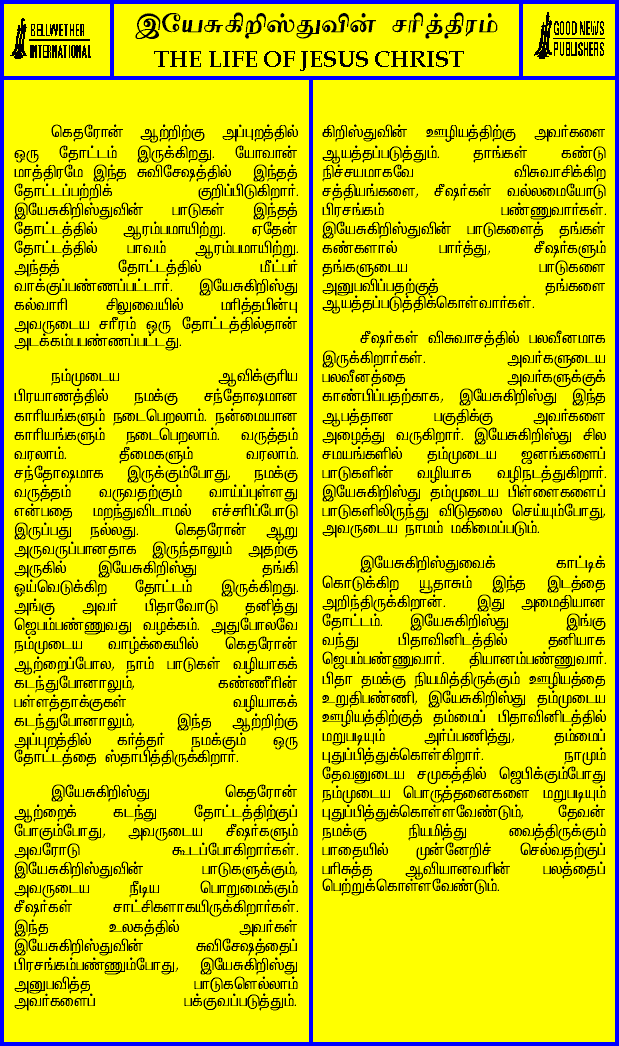 BELLWETHER
INTERNATIONAL
இயேசுகிறிஸ்துவின் சரித்திரம்
THE LIFE OF JESUS CHRIST
GOOD NEWS
PUBLISHERS
கெதரோன் ஆற்றிற்கு அப்புறத்தில்
ஒரு தோட்டம் இருக்கிறது. யோவான்
மாத்திரமே இந்த சுவிசேஷத்தில் இந்தத்
தோட்டப்பற்றிக் குறிப்பிடுகிறார்.
இயேசுகிறிஸ்துவின் பாடுகள் இந்தத்
தோட்டத்தில் ஆரம்பமாயிற்று. ஏதேன்
தோட்டத்தில் பாவம் ஆரம்பமாயிற்று.
அந்தத் தோட்டத்தில் மீட்பர்
வாக்குப்பண்ணப்பட்டார். இயேசுகிறிஸ்து
கல்வாரி சிலுவையில் மரித்தபின்பு
அவருடைய சரீரம் ஒரு தோட்டத்தில்தான்
அடக்கம்பபண்ணப்பட்டது.
நம்முடைய ஆவிக்குரிய
பிரயாணத்தில் நமக்கு சந்தோஷமான
காரியங்களும் நடைபெறலாம். நன்மையான
காரியங்களும் நடைபெறலாம். வருத்தம்
வரலாம். தீமைகளும் வரலாம்.
சந்தோஷமாக இருக்கும்போது, நமக்கு
வருத்தம் வருவதற்கும் வாய்ப்புள்ளது
என்பதை மறந்துவிடாமல் எச்சரிப்போடு
இருப்பது நல்லது. கெதரோன் ஆறு
அருவருப்பானதாக இருந்தாலும் அதற்கு
அருகில் இயேசுகிறிஸ்து தங்கி
ஓய்வெடுக்கிற தோட்டம் இருக்கிறது.
அங்கு அவர் பிதாவோடு தனித்து
ஜெபம்பண்ணுவது வழக்கம். அதுபோலவே
நம்முடைய வாழ்க்கையில் கெதரோன்
ஆற்றைப்போல, நாம் பாடுகள் வழியாகக்
கடந்துபோனாலும், கண்ணீரின்
பள்ளத்தாக்குகள் வழியாகக்
கடந்துபோனாலும், இந்த ஆற்றிற்கு
அப்புறத்தில் கர்த்தர் நமக்கும் ஒரு
தோட்டத்தை ஸ்தாபித்திருக்கிறார்.
இயேசுகிறிஸ்து கெதரோன்
ஆற்றைக் கடந்து தோட்டத்திற்குப்
போகும்போது, அவருடைய சீஷர்களும்
அவரோடு கூடப்போகிறார்கள்.
இயேசுகிறிஸ்துவின் பாடுகளுக்கும்,
அவருடைய நீடிய பொறுமைக்கும்
சீஷர்கள் சாட்சிகளாகயிருக்கிறார்கள்.
இந்த உலகத்தில் அவர்கள்
இயேசுகிறிஸ்துவின் சுவிசேஷத்தைப்
பிரசங்கம்பண்ணும்போது, இயேசுகிறிஸ்து
அனுபவித்த பாடுகளெல்லாம்
அவர்களைப் பக்குவப்படுத்தும்.
கிறிஸ்துவின் ஊழியத்திற்கு அவர்களை
ஆயத்தப்படுத்தும். தாங்கள் கண்டு
நிச்சயமாகவே விசுவாசிக்கிற
சத்தியங்களை, சீஷர்கள் வல்லமையோடு
பிரசங்கம் பண்ணுவார்கள்.
இயேசுகிறிஸ்துவின் பாடுகளைத் தங்கள்
கண்களால் பார்த்து, சீஷர்களும்
தங்களுடைய பாடுகளை
அனுபவிப்பதற்குத் தங்களை
ஆயத்தப்படுத்திக்கொள்வார்கள்.
சீஷர்கள் விசுவாசத்தில் பலவீனமாக
இருக்கிறார்கள். அவர்களுடைய
பலவீனத்தை அவர்களுக்குக்
காண்பிப்பதற்காக, இயேசுகிறிஸ்து இந்த
ஆபத்தான பகுதிக்கு அவர்களை
அழைத்து வருகிறார். இயேசுகிறிஸ்து சில
சமயங்களில் தம்முடைய ஜனங்களைப்
பாடுகளின் வழியாக வழிநடத்துகிறார்.
இயேசுகிறிஸ்து தம்முடைய பிள்ளைகளைப்
பாடுகளிலிருந்து விடுதலை செய்யும்போது,
அவருடைய நாமம் மகிமைப்படும்.
இயேசுகிறிஸ்துவைக் காட்டிக்
கொடுக்கிற யூதாசும் இந்த இடத்தை
அறிந்திருக்கிறான். இது அமைதியான
தோட்டம். இயேசுகிறிஸ்து இங்கு
வந்து பிதாவினிடத்தில் தனியாக
ஜெபம்பண்ணுவார். தியானம்பண்ணுவார்.
பிதா தமக்கு நியமித்திருக்கும் ஊழியத்தை
உறுதிபண்ணி, இயேசுகிறிஸ்து தம்முடைய
ஊழியத்திற்குத் தம்மைப் பிதாவினிடத்தில்
மறுபடியும் அர்ப்பணித்து, தம்மைப்
புதுப்பித்துக்கொள்கிறார். நாமும்
தேவனுடைய சமுகத்தில் ஜெபிக்கும்போது
நம்முடைய பொருத்தனைகளை மறுபடியும்
புதுப்பித்துக்கொள்ளவேண்டும், தேவன்
நமக்கு நியமித்து வைத்திருக்கும்
பாதையில் முன்னேறிச் செல்வதற்குப்
பரிசுத்த ஆவியானவரின் பலத்தைப்
பெற்றுக்கொள்ளவேண்டும்.